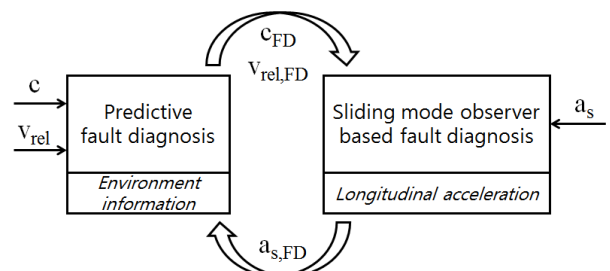 c_FD
v_rel,FD
c
v_rel
Predictive
fault diagnosis
Environment
information
Sliding mode observer
based fault diagnosis
Longitudinal acceleration
a_s
a_s,FD